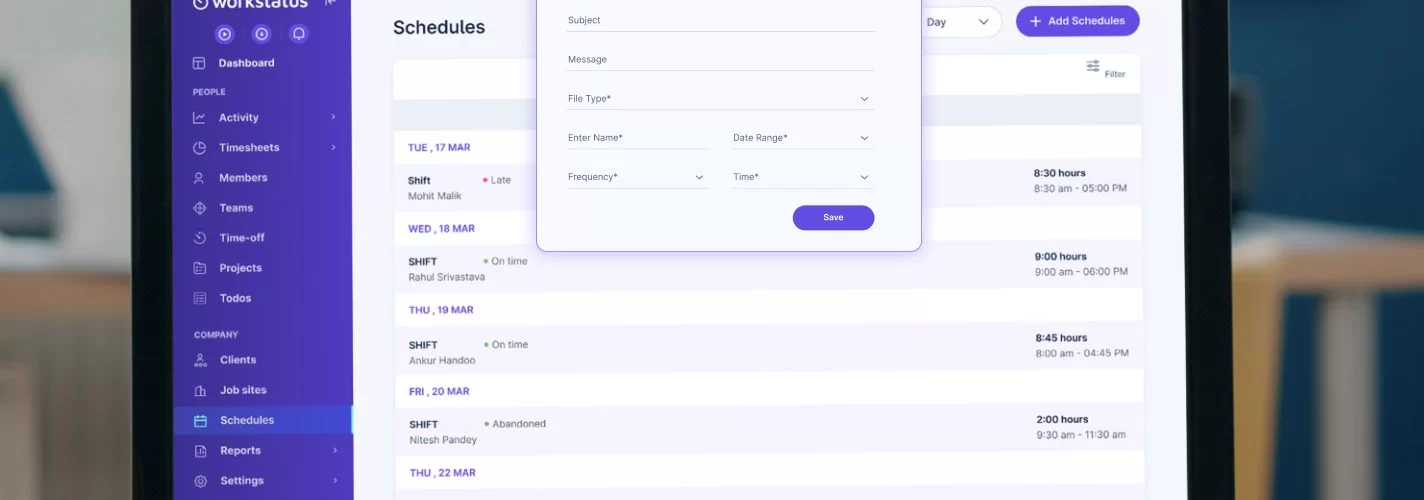 workstatus
Dashboard
PEOPLE
Activity
Timesheets
Members
Teams
Time-off
Projects
Todos
COMPANY
Clients
Job sites
Schedules
Reports
Settings
Schedules
Day
+ Add Schedules
Filter
Subject
Message
File Type*
Enter Name*
Date Range*
Frequency*
Time*
Save
TUE , 17 MAR
Shift Late 8:30 hours
Mohit Malik 8:30 am - 05:00 PM
WED , 18 MAR
SHIFT On time 9:00 hours
Rahul Srivastava 9:00 am - 06:00 PM
THU , 19 MAR
SHIFT On time 8:45 hours
Ankur Handoo 8:00 am - 04:45 PM
FRI , 20 MAR
SHIFT Abandoned 2:00 hours
Nitesh Pandey 9:30 am - 11:30 am
THU , 22 MAR